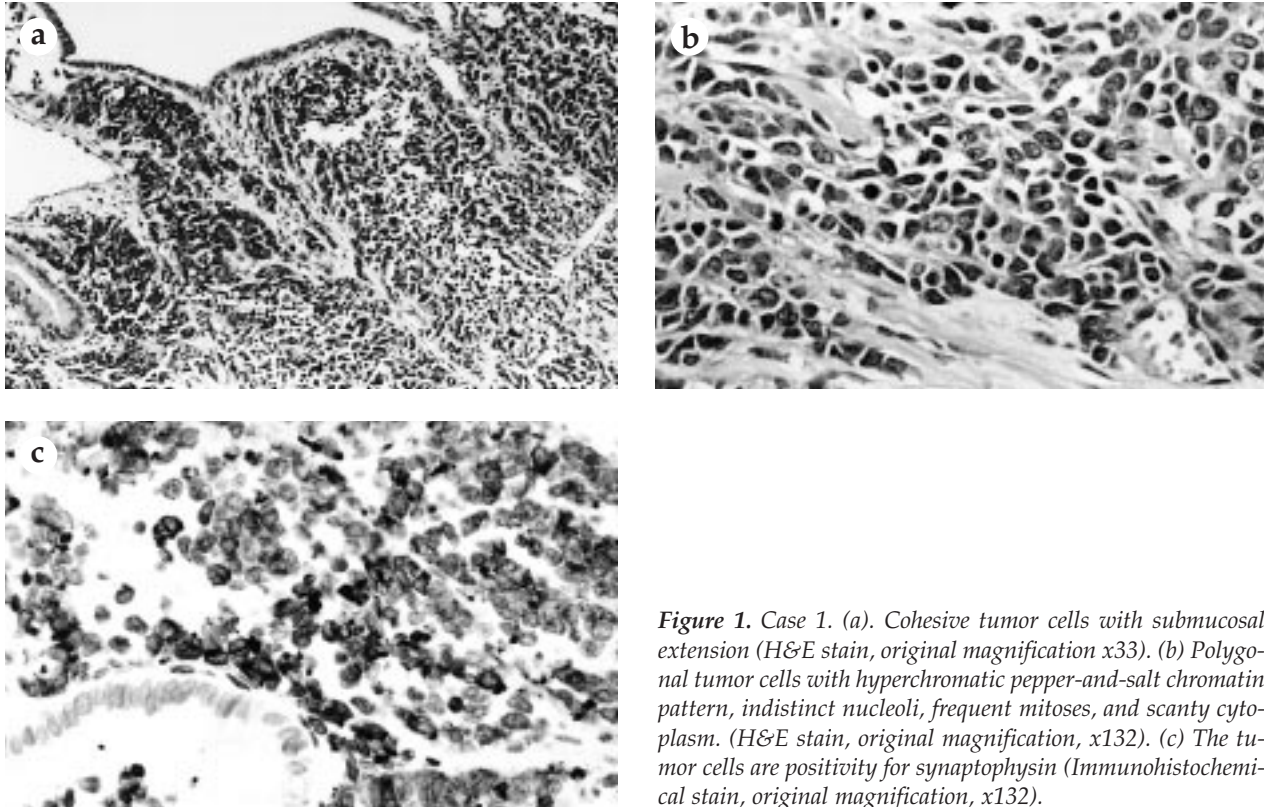 a
b
c
Figure 1. Case 1. (a). Cohesive tumor cells with submucosal
extension (H&E stain, original magnification x33). (b) Polygo-
nal tumor cells with hyperchromatic pepper-and-salt chromatin
pattern, indistinct nucleoli, frequent mitoses, and scanty cyto-
plasm. (H&E stain, original magnification, x132). (c) The tu-
mor cells are positivity for synaptophysin (Immunohistochemi-
cal stain, original magnification, x132).